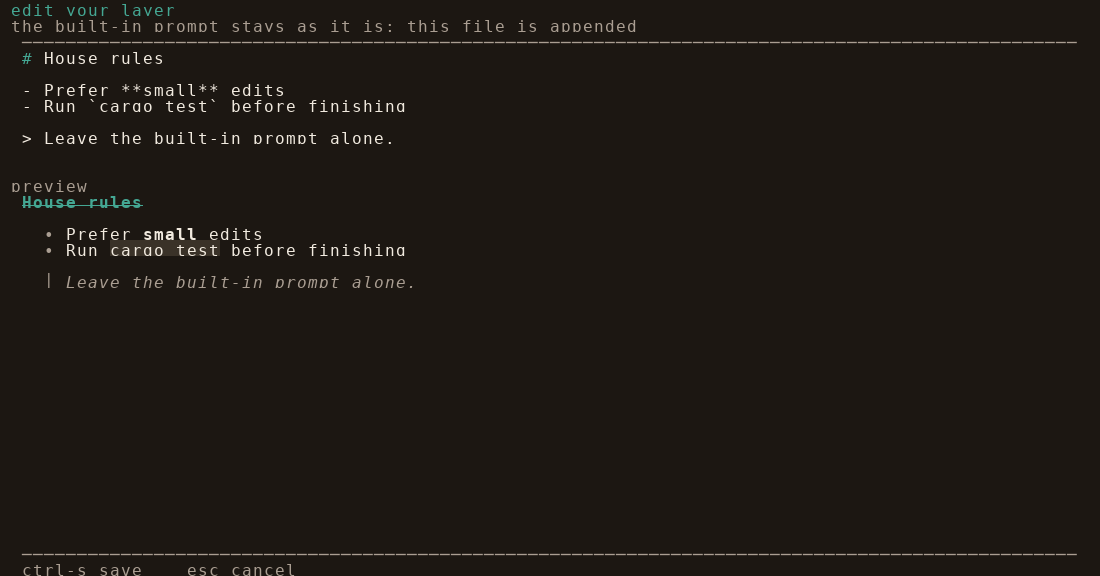 edit your layer
the built-in prompt stays as it is; this file is appended
# House rules
- Prefer **small** edits
- Run `cargo test` before finishing
> Leave the built-in prompt alone.
preview
House rules
• Prefer small edits
• Run cargo test before finishing
│ Leave the built-in prompt alone.
ctrl-s save    esc cancel